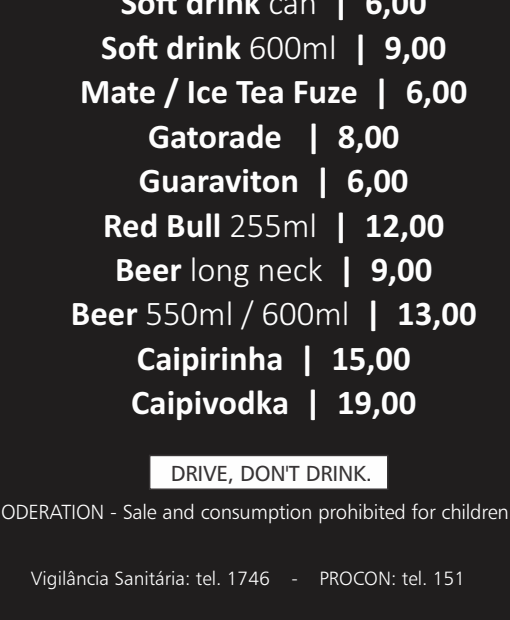 Soft drink can | 6,00
Soft drink 600ml | 9,00
Mate / Ice Tea Fuze | 6,00
Gatorade | 8,00
Guaraviton | 6,00
Red Bull 255ml | 12,00
Beer long neck | 9,00
Beer 550ml / 600ml | 13,00
Caipirinha | 15,00
Caipivodka | 19,00
DRIVE, DON'T DRINK.
ODERATION - Sale and consumption prohibited for children
Vigilância Sanitária: tel. 1746 - PROCON: tel. 151